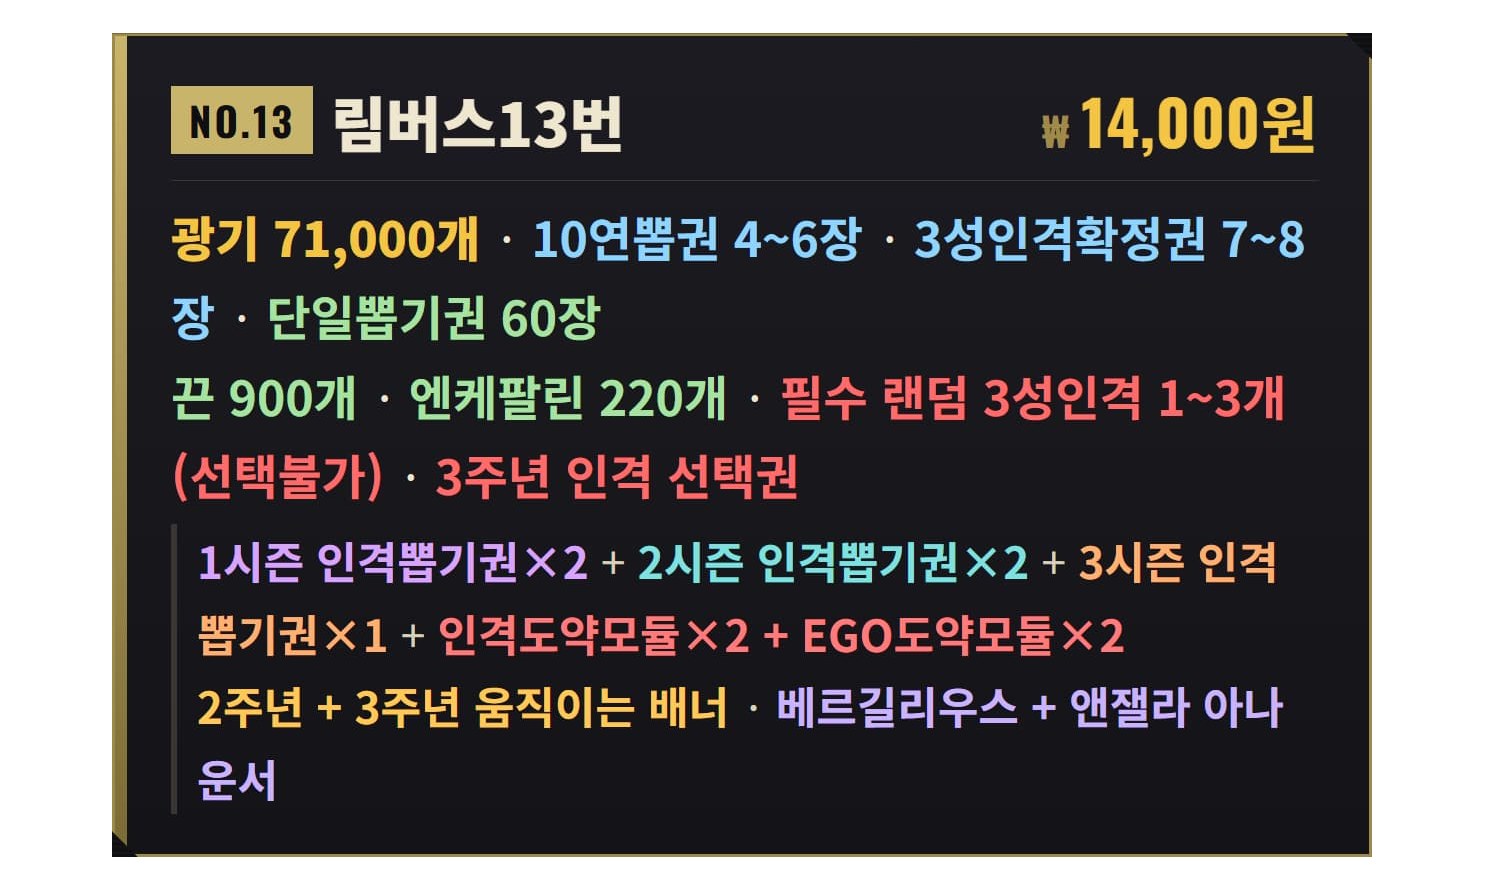 NO.13 림버스13번 ₩ 14,000원
광기 71,000개 · 10연뽑권 4~6장 · 3성인격확정권 7~8
장 · 단일뽑기권 60장
끈 900개 · 엔케팔린 220개 · 필수 랜덤 3성인격 1~3개
(선택불가) · 3주년 인격 선택권
1시즌 인격뽑기권×2 + 2시즌 인격뽑기권×2 + 3시즌 인격
뽑기권×1 + 인격도약모듈×2 + EGO도약모듈×2
2주년 + 3주년 움직이는 배너 · 베르길리우스 + 앤젤라 아나
운서